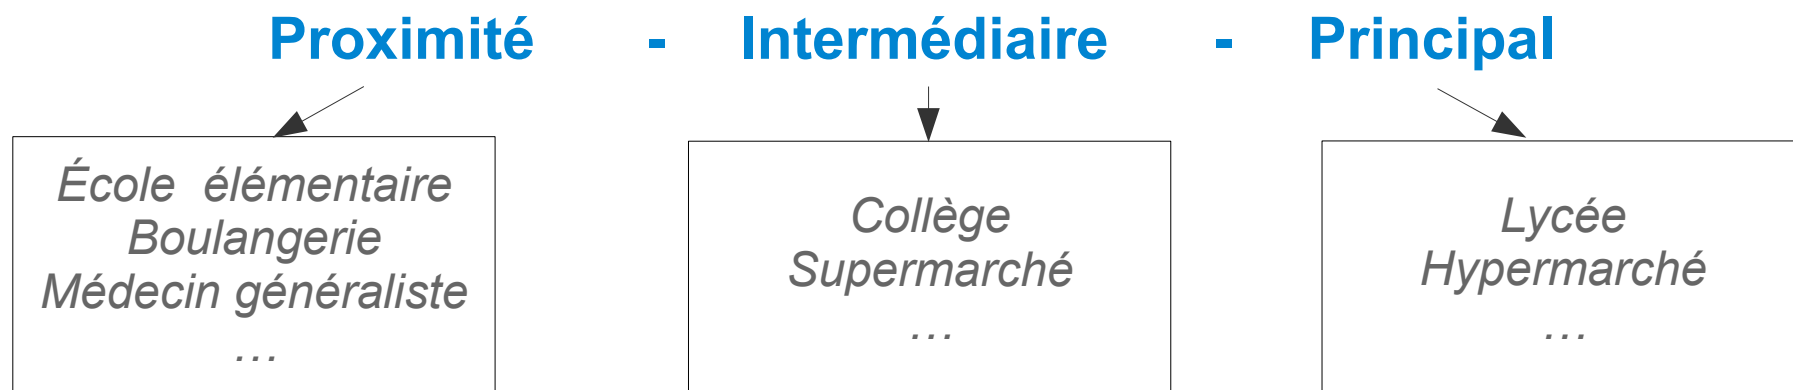 Proximité - Intermédiaire - Principal
École élémentaire
Boulangerie
Médecin généraliste
…
Collège
Supermarché
…
Lycée
Hypermarché
…